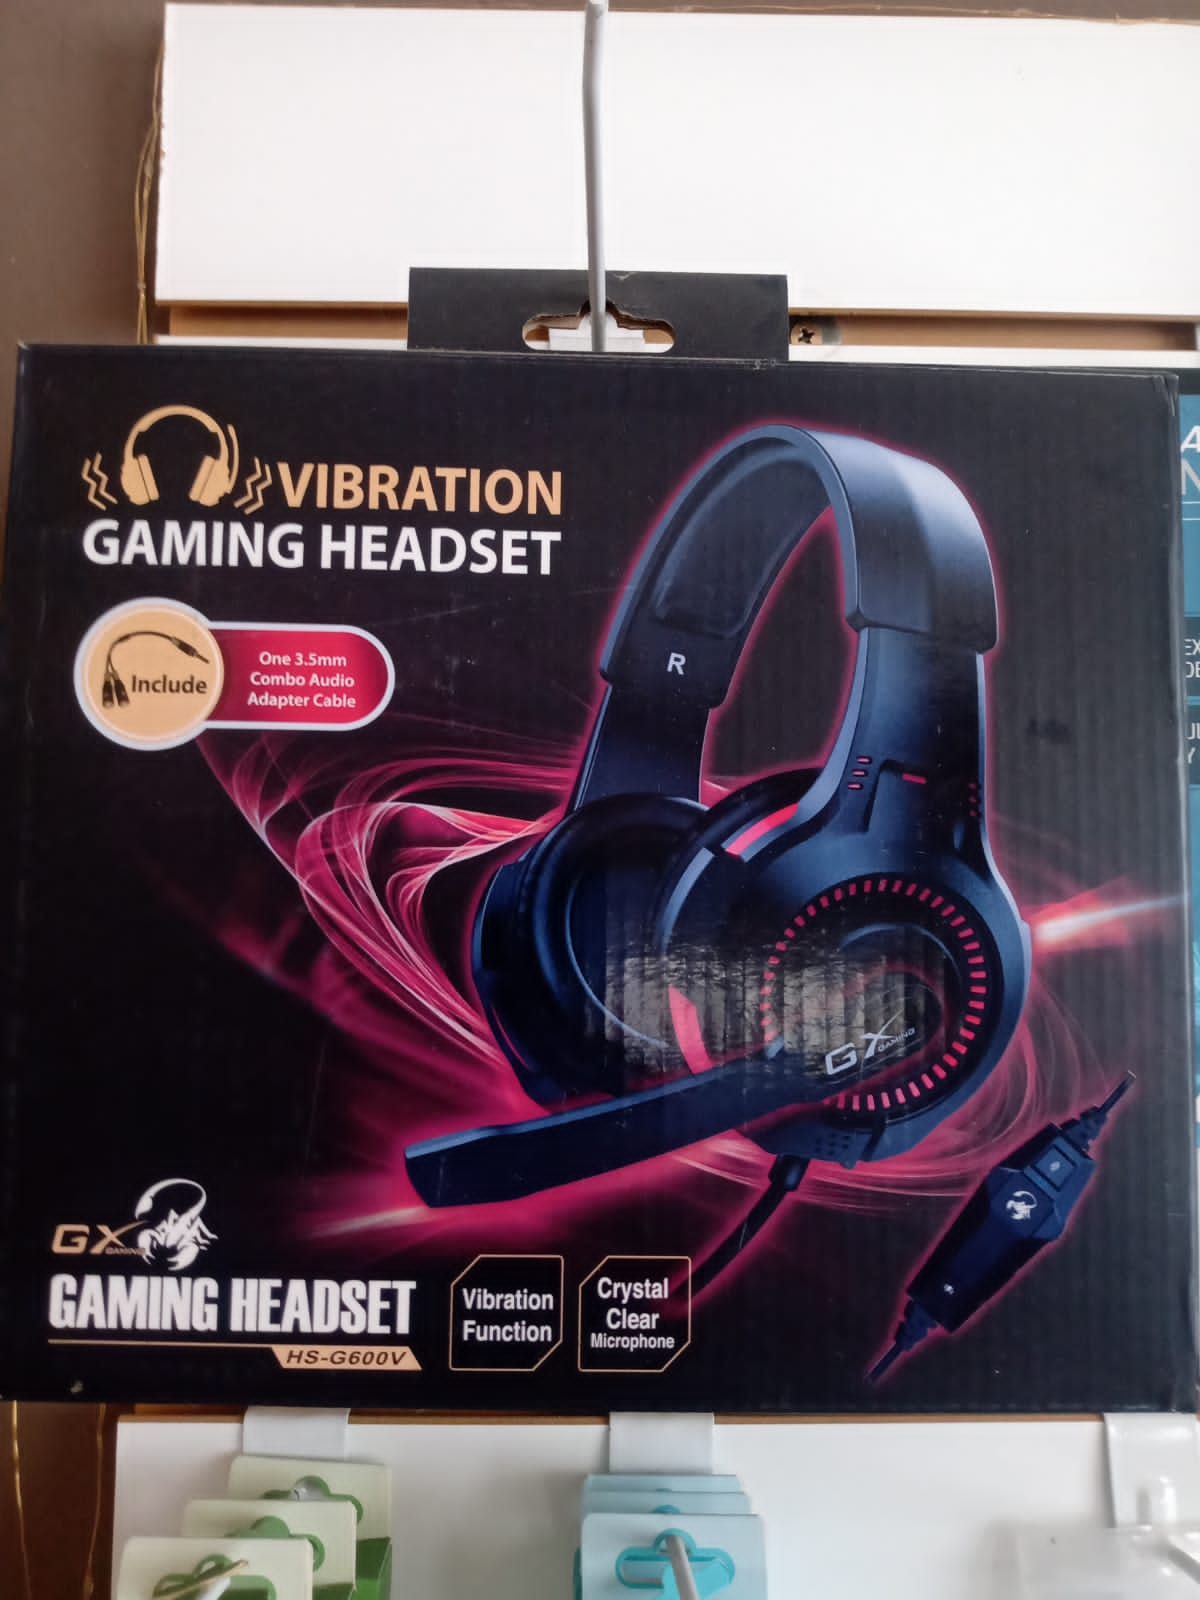 VIBRATION
GAMING HEADSET
Include
One 3.5mm
Combo Audio
Adapter Cable
R
GX GAMING
GX GAMING
GAMING HEADSET
HS-G600V
Vibration
Function
Crystal
Clear
Microphone